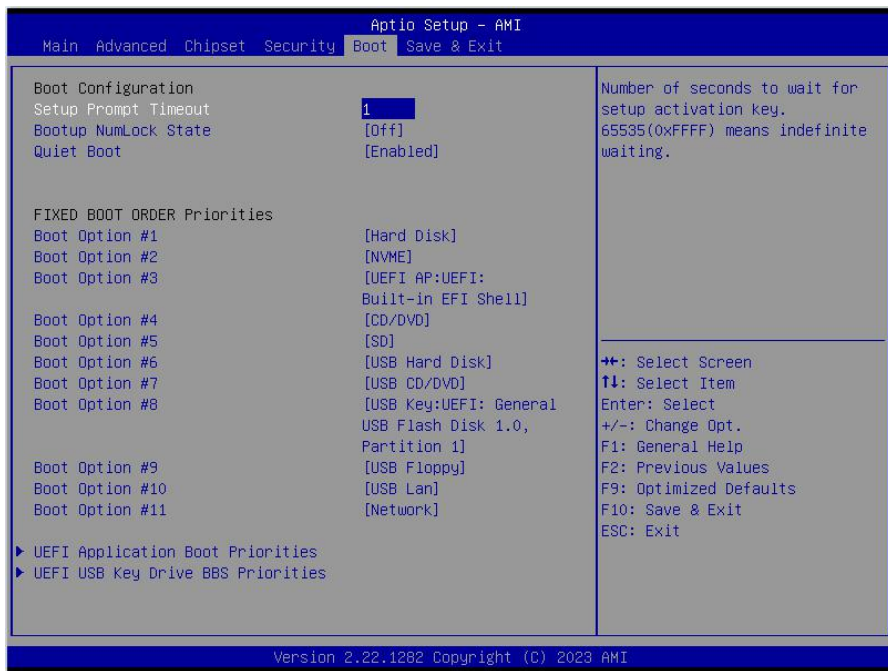 Aptio Setup – AMI
Main Advanced Chipset Security Boot Save & Exit
Boot Configuration
Setup Prompt Timeout 1
Bootup NumLock State [Off]
Quiet Boot [Enabled]
FIXED BOOT ORDER Priorities
Boot Option #1 [Hard Disk]
Boot Option #2 [NVME]
Boot Option #3 [UEFI AP:UEFI:
Built-in EFI Shell]
Boot Option #4 [CD/DVD]
Boot Option #5 [SD]
Boot Option #6 [USB Hard Disk]
Boot Option #7 [USB CD/DVD]
Boot Option #8 [USB Key:UEFI: General
USB Flash Disk 1.0,
Partition 1]
Boot Option #9 [USB Floppy]
Boot Option #10 [USB Lan]
Boot Option #11 [Network]
▶ UEFI Application Boot Priorities
▶ UEFI USB Key Drive BBS Priorities
Number of seconds to wait for
setup activation key.
65535(0xFFFF) means indefinite
waiting.
→←: Select Screen
↑↓: Select Item
Enter: Select
+/-: Change Opt.
F1: General Help
F2: Previous Values
F9: Optimized Defaults
F10: Save & Exit
ESC: Exit
Version 2.22.1282 Copyright (C) 2023 AMI